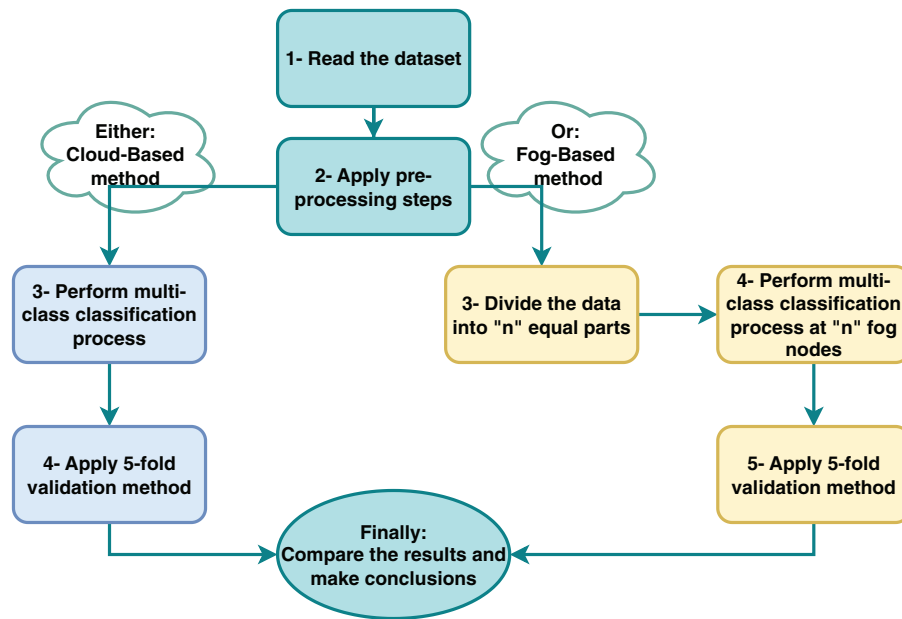 1- Read the dataset
Either:
Cloud-Based
method
Or:
Fog-Based
method
2- Apply pre-
processing steps
3- Perform multi-
class classification
process
3- Divide the data
into "n" equal parts
4- Perform multi-
class classification
process at "n" fog
nodes
4- Apply 5-fold
validation method
5- Apply 5-fold
validation method
Finally:
Compare the results and
make conclusions